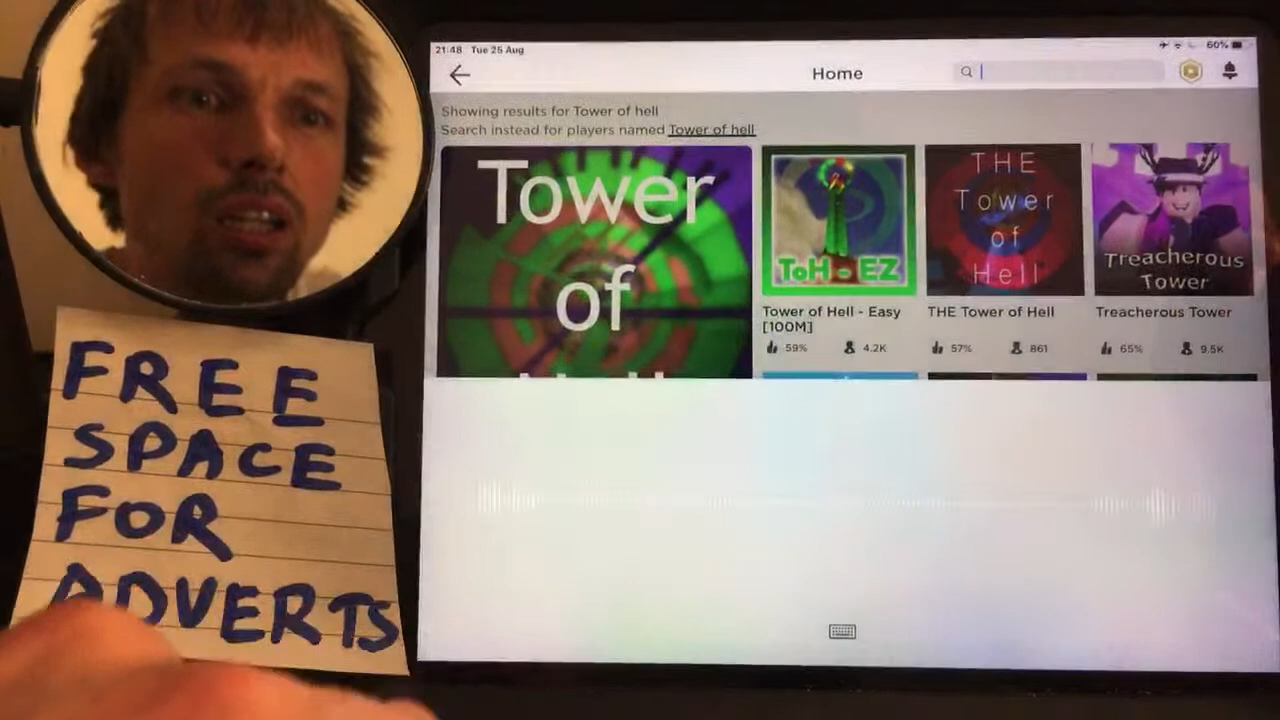 21:48 Tue 25 Aug
60%
Home
Showing results for Tower of hell
Search instead for players named Tower of hell
Tower
of
ToH - EZ
Tower of Hell - Easy
[100M]
59% 4.2K
THE
Tower
of
Hell
THE Tower of Hell
57% 861
Treacherous
Tower
Treacherous Tower
65% 9.5K
FREE
SPACE
FOR
ADVERTS